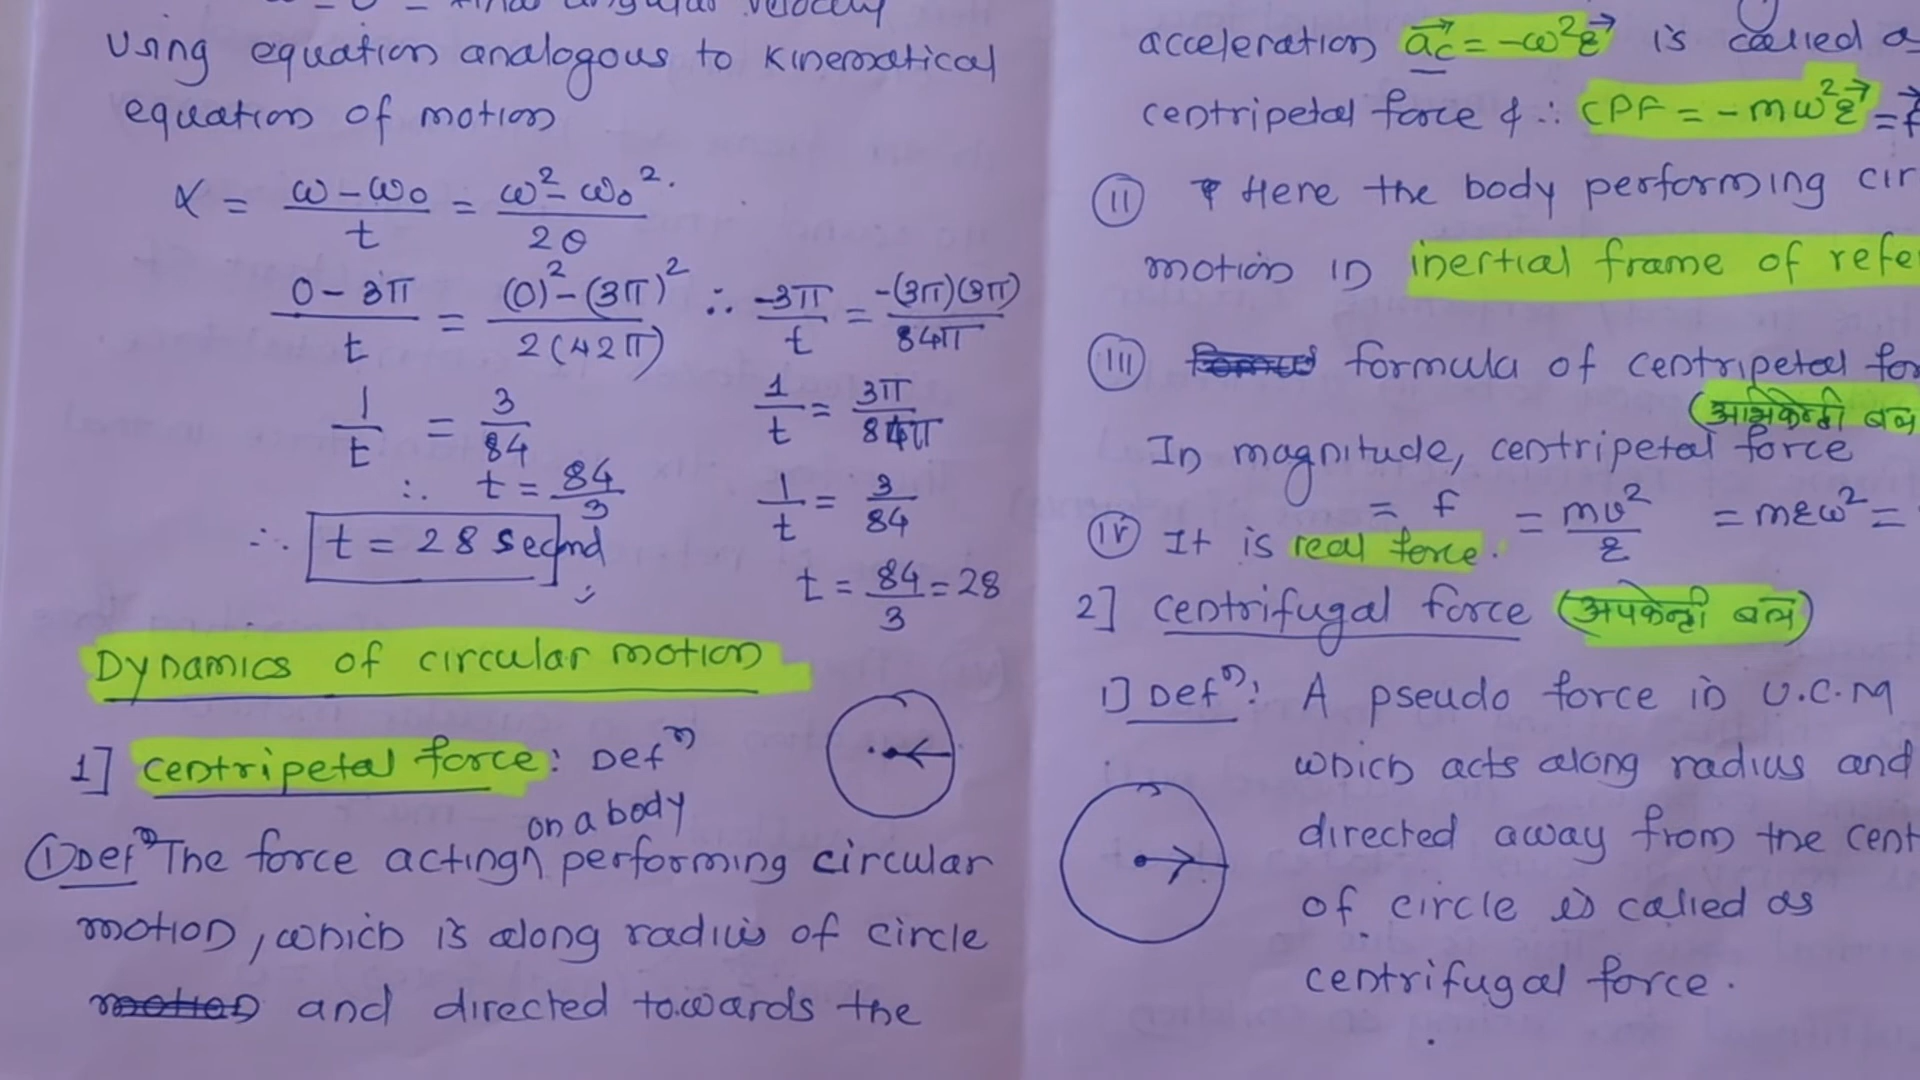 Using equation analogous to kinematical
equation of motion
α = ω - ω₀ / t = ω² - ω₀² / 2θ
0 - 3π / t = (0)² - (3π)² / 2(42π) ∴ -3π / t = -(3π)(3π) / 84π
1/t = 3/84
1/t = 3π / 84π
∴ t = 84/3
1/t = 3/84
∴ t = 28 second
t = 84/3 = 28
Dynamics of circular motion
1] centripetal force: Defⁿ
on a body
① Defⁿ The force acting^ performing circular
motion, which is along radius of circle
and directed towards the
acceleration a⃗c = -ω²r⃗ is called as
centripetal force & ∴ CPF = -mω²r⃗ =
(II) Here the body performing cir
motion in inertial frame of refe
(III) formula of centripetal for
(अभिकेन्द्री बल
In magnitude, centripetal force
= f = mv²/r = mrω² =
(IV) It is real force.
2] centrifugal force (अपकेन्द्री बल)
1] Defⁿ: A pseudo force in U.C.M
which acts along radius and
directed away from the cent
of circle is called as
centrifugal force.